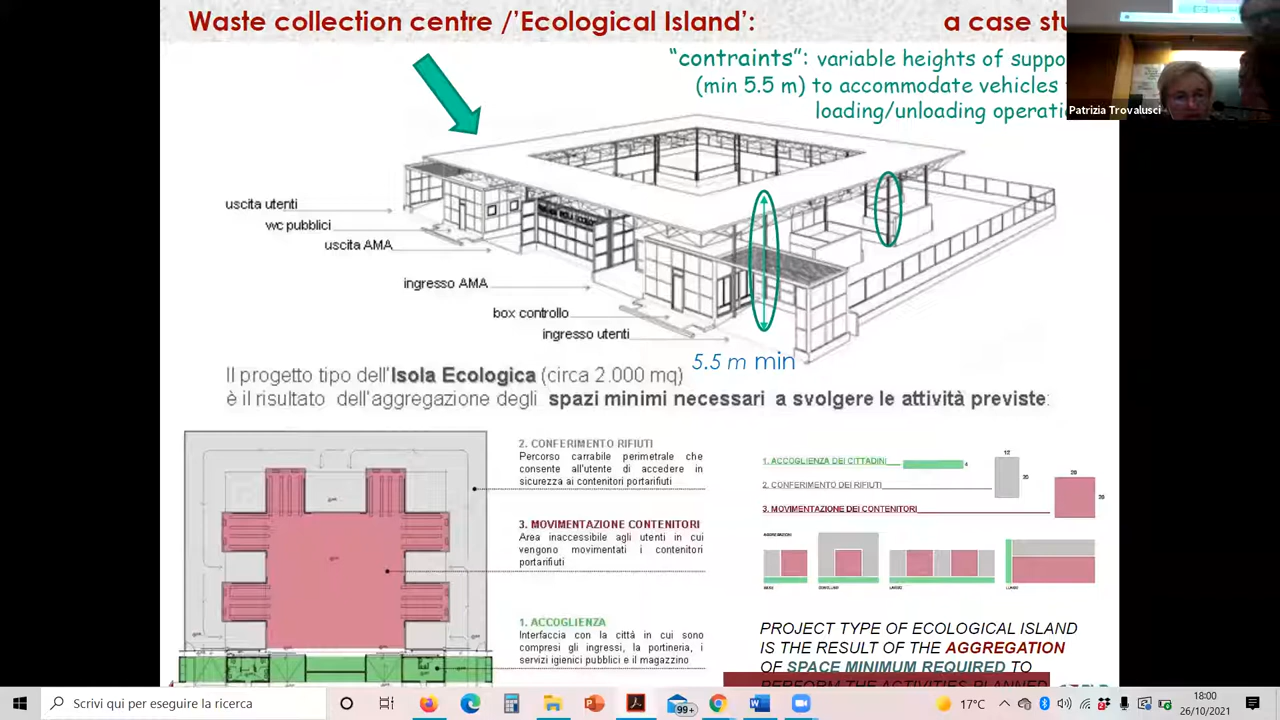 Waste collection centre /’Ecological Island’: a case stu
“contraints”: variable heights of suppo
(min 5.5 m) to accommodate vehicles
loading/unloading operati
Patrizia Trovalusci
uscita utenti
wc pubblici
uscita AMA
ingresso AMA
box controllo
ingresso utenti
5.5 m min
Il progetto tipo dell'Isola Ecologica (circa 2.000 mq)
è il risultato dell'aggregazione degli spazi minimi necessari a svolgere le attività previste:
2. CONFERIMENTO RIFIUTI
Percorso carrabile perimetrale che
consente all'utente di accedere in
sicurezza ai contenitori portarifiuti
3. MOVIMENTAZIONE CONTENITORI
Area inaccessibile agli utenti in cui
vengono movimentati i contenitori
portarifiuti
1. ACCOGLIENZA
Interfaccia con la città in cui sono
compresi gli ingressi, la portineria, i
servizi igienici pubblici e il magazzino
1. ACCOGLIENZA DEI CITTADINI
2. CONFERIMENTO DEI RIFIUTI
3. MOVIMENTAZIONE DEI CONTENITORI
AGGREGAZIONI
PROJECT TYPE OF ECOLOGICAL ISLAND
IS THE RESULT OF THE AGGREGATION
OF SPACE MINIMUM REQUIRED TO
PERFORM THE ACTIVITIES PLANNED
Scrivi qui per eseguire la ricerca
99+
17°C
18:00
26/10/2021